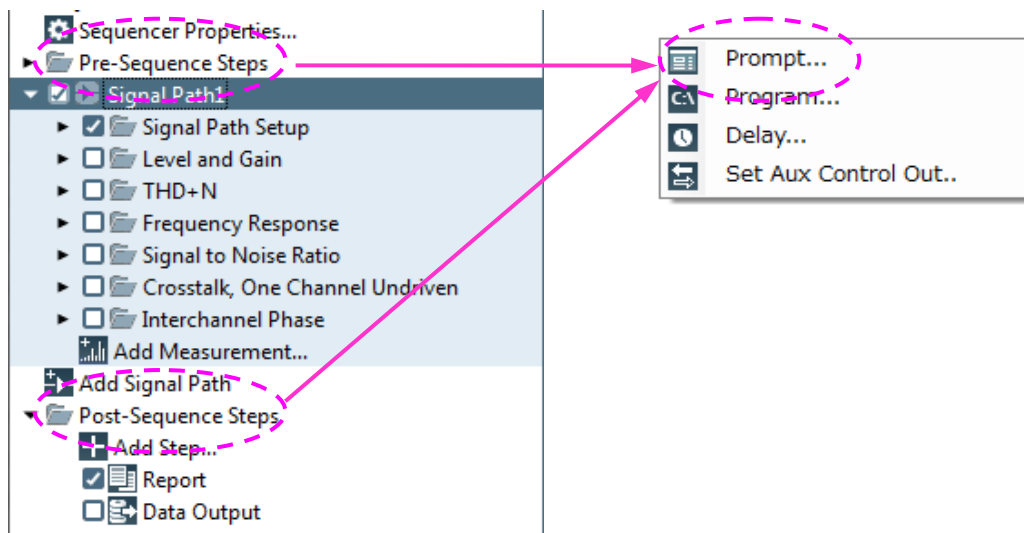 Sequencer Properties...
Pre-Sequence Steps
Signal Path1
Signal Path Setup
Level and Gain
THD+N
Frequency Response
Signal to Noise Ratio
Crosstalk, One Channel Undriven
Interchannel Phase
Add Measurement...
Add Signal Path
Post-Sequence Steps
Add Step...
Report
Data Output
Prompt...
C:\ Program...
Delay...
Set Aux Control Out..